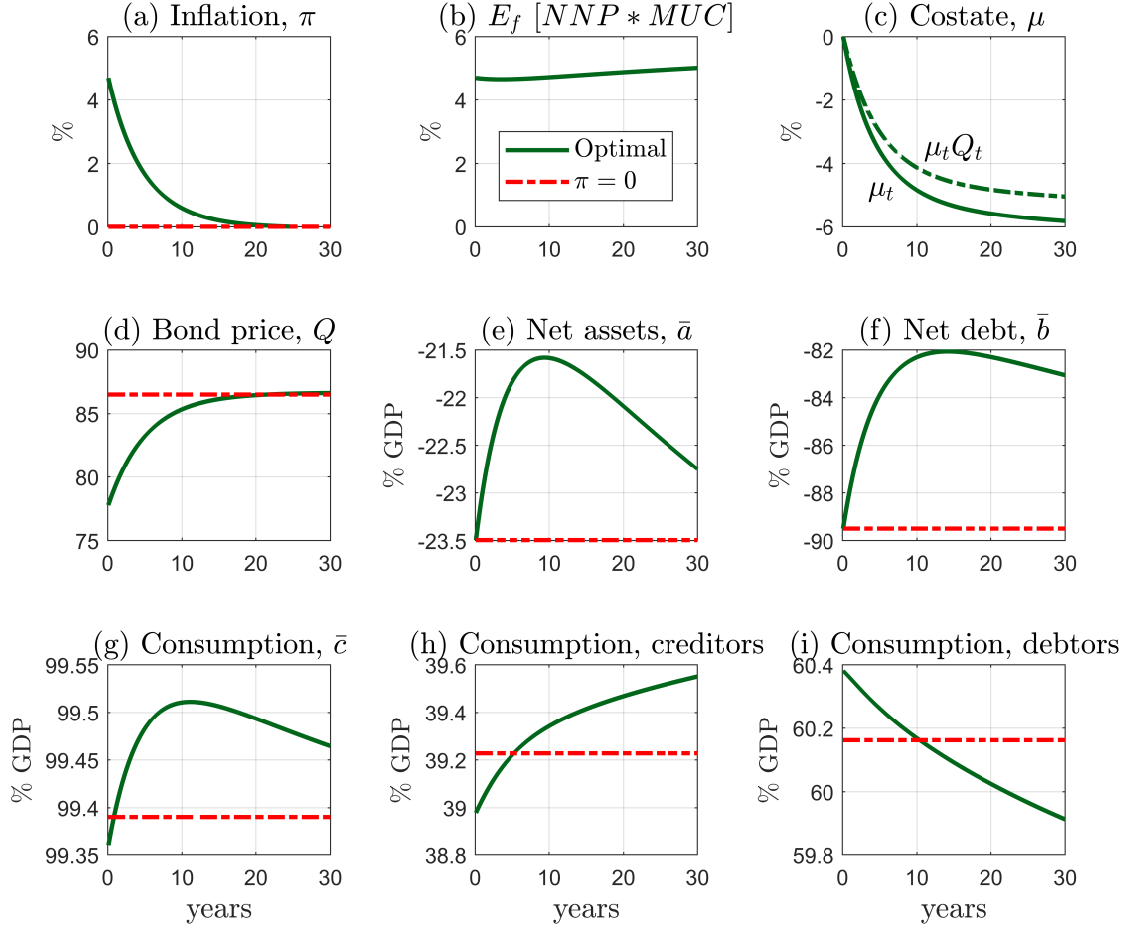 (a) Inflation, π
(b) E_f [NNP * MUC]
(c) Costate, μ
6
4
2
0
%
0 10 20 30
6
4
2
0
%
Optimal
π = 0
0 10 20 30
0
-2
-4
-6
%
μ_tQ_t
μ_t
0 10 20 30
(d) Bond price, Q
(e) Net assets, ā
(f) Net debt, b̄
90
85
80
75
0 10 20 30
-21.5
-22
-22.5
-23
-23.5
% GDP
0 10 20 30
-82
-84
-86
-88
-90
% GDP
0 10 20 30
(g) Consumption, c̄
(h) Consumption, creditors
(i) Consumption, debtors
99.55
99.5
99.45
99.4
99.35
% GDP
0 10 20 30
years
39.6
39.4
39.2
39
38.8
% GDP
0 10 20 30
years
60.4
60.2
60
59.8
% GDP
0 10 20 30
years